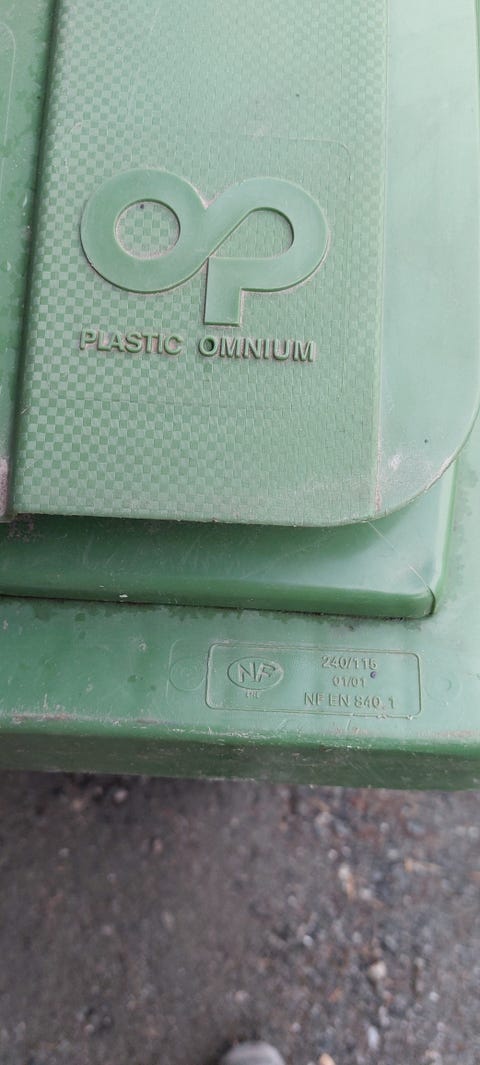 OP
PLASTIC OMNIUM
NF
240/115
01/01
NF EN 840.1